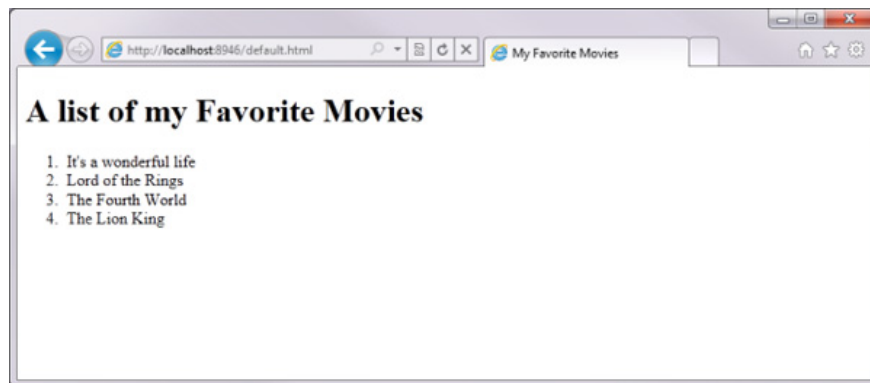 http://localhost:8946/default.html
My Favorite Movies
A list of my Favorite Movies
1. It's a wonderful life
2. Lord of the Rings
3. The Fourth World
4. The Lion King